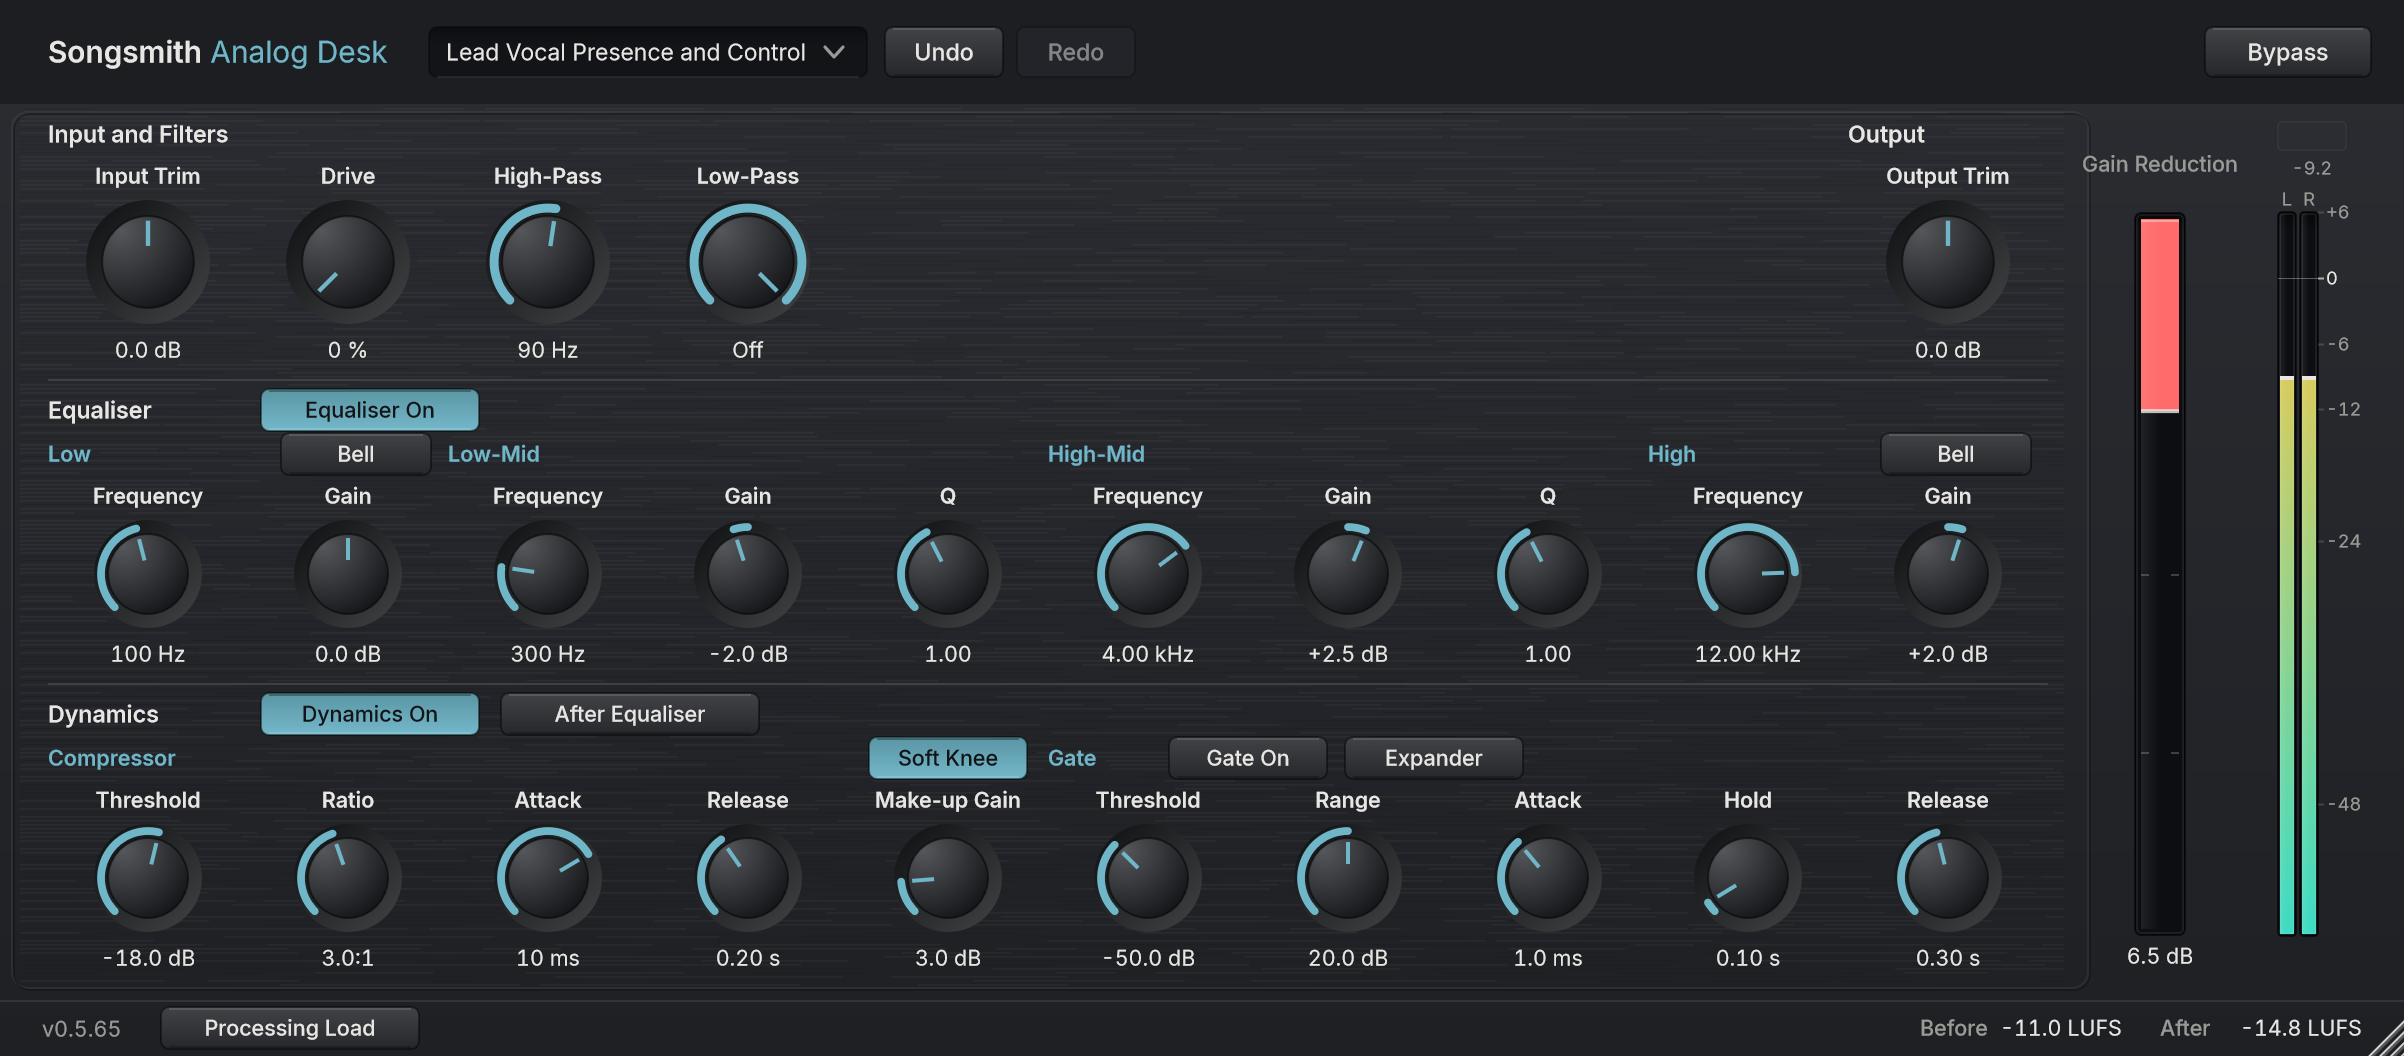 Songsmith Analog Desk
Lead Vocal Presence and Control
Undo
Redo
Bypass
Input and Filters
Output
Input Trim
Drive
High-Pass
Low-Pass
Output Trim
0.0 dB
0 %
90 Hz
Off
0.0 dB
Equaliser
Equaliser On
Low
Bell
Low-Mid
High-Mid
High
Bell
Frequency
Gain
Frequency
Gain
Q
Frequency
Gain
Q
Frequency
Gain
100 Hz
0.0 dB
300 Hz
-2.0 dB
1.00
4.00 kHz
+2.5 dB
1.00
12.00 kHz
+2.0 dB
Dynamics
Dynamics On
After Equaliser
Compressor
Soft Knee
Gate
Gate On
Expander
Threshold
Ratio
Attack
Release
Make-up Gain
Threshold
Range
Attack
Hold
Release
-18.0 dB
3.0:1
10 ms
0.20 s
3.0 dB
-50.0 dB
20.0 dB
1.0 ms
0.10 s
0.30 s
Gain Reduction
6.5 dB
-9.2
L R
+6
0
-6
-12
-24
-48
v0.5.65
Processing Load
Before -11.0 LUFS
After -14.8 LUFS